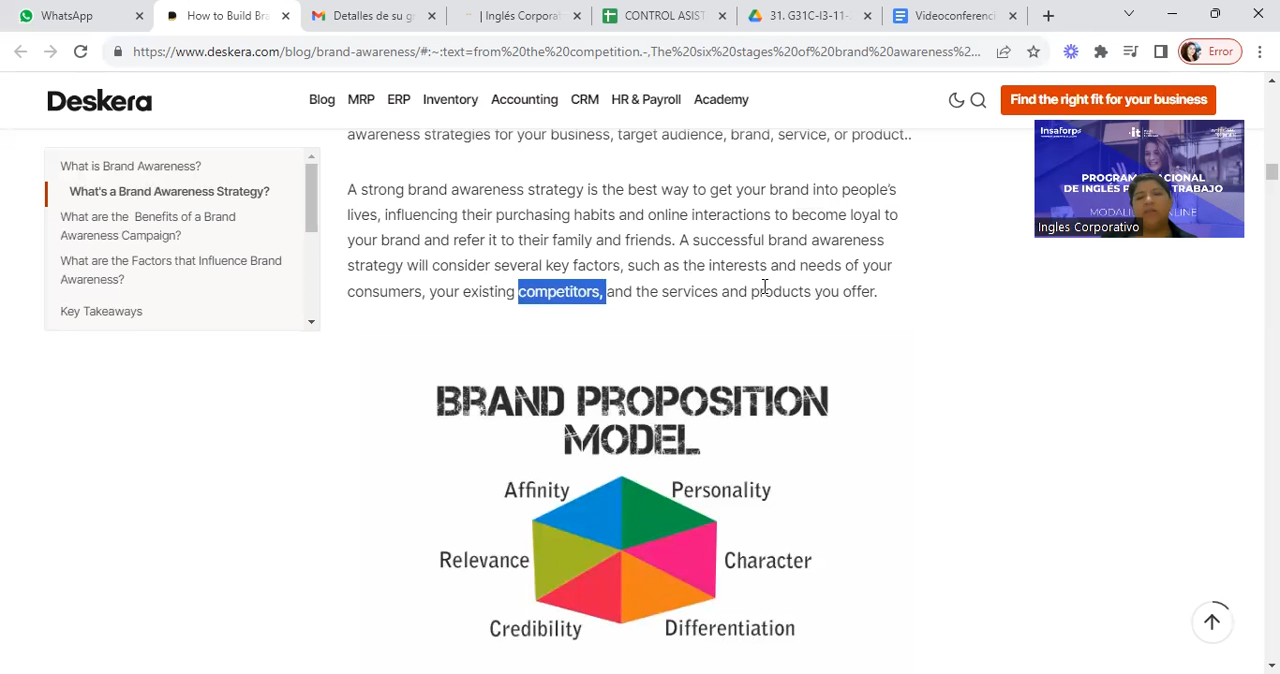 WhatsApp
How to Build Bra
Detalles de su g
| Inglés Corporat
CONTROL ASIST
31. G31C-I3-11-
Videoconferenci
https://www.deskera.com/blog/brand-awareness/#:~:text=from%20the%20competition.-,The%20six%20stages%20of%20brand%20awareness%2...
Error
Deskera
Blog MRP ERP Inventory Accounting CRM HR & Payroll Academy
Find the right fit for your business
What is Brand Awareness?
What's a Brand Awareness Strategy?
What are the Benefits of a Brand
Awareness Campaign?
What are the Factors that Influence Brand
Awareness?
Key Takeaways
awareness strategies for your business, target audience, brand, service, or product..
A strong brand awareness strategy is the best way to get your brand into people's
lives, influencing their purchasing habits and online interactions to become loyal to
your brand and refer it to their family and friends. A successful brand awareness
strategy will consider several key factors, such as the interests and needs of your
consumers, your existing competitors, and the services and products you offer.
Insaforp
Ingles Corporativo
BRAND PROPOSITION
MODEL
Affinity
Personality
Relevance
Character
Credibility
Differentiation